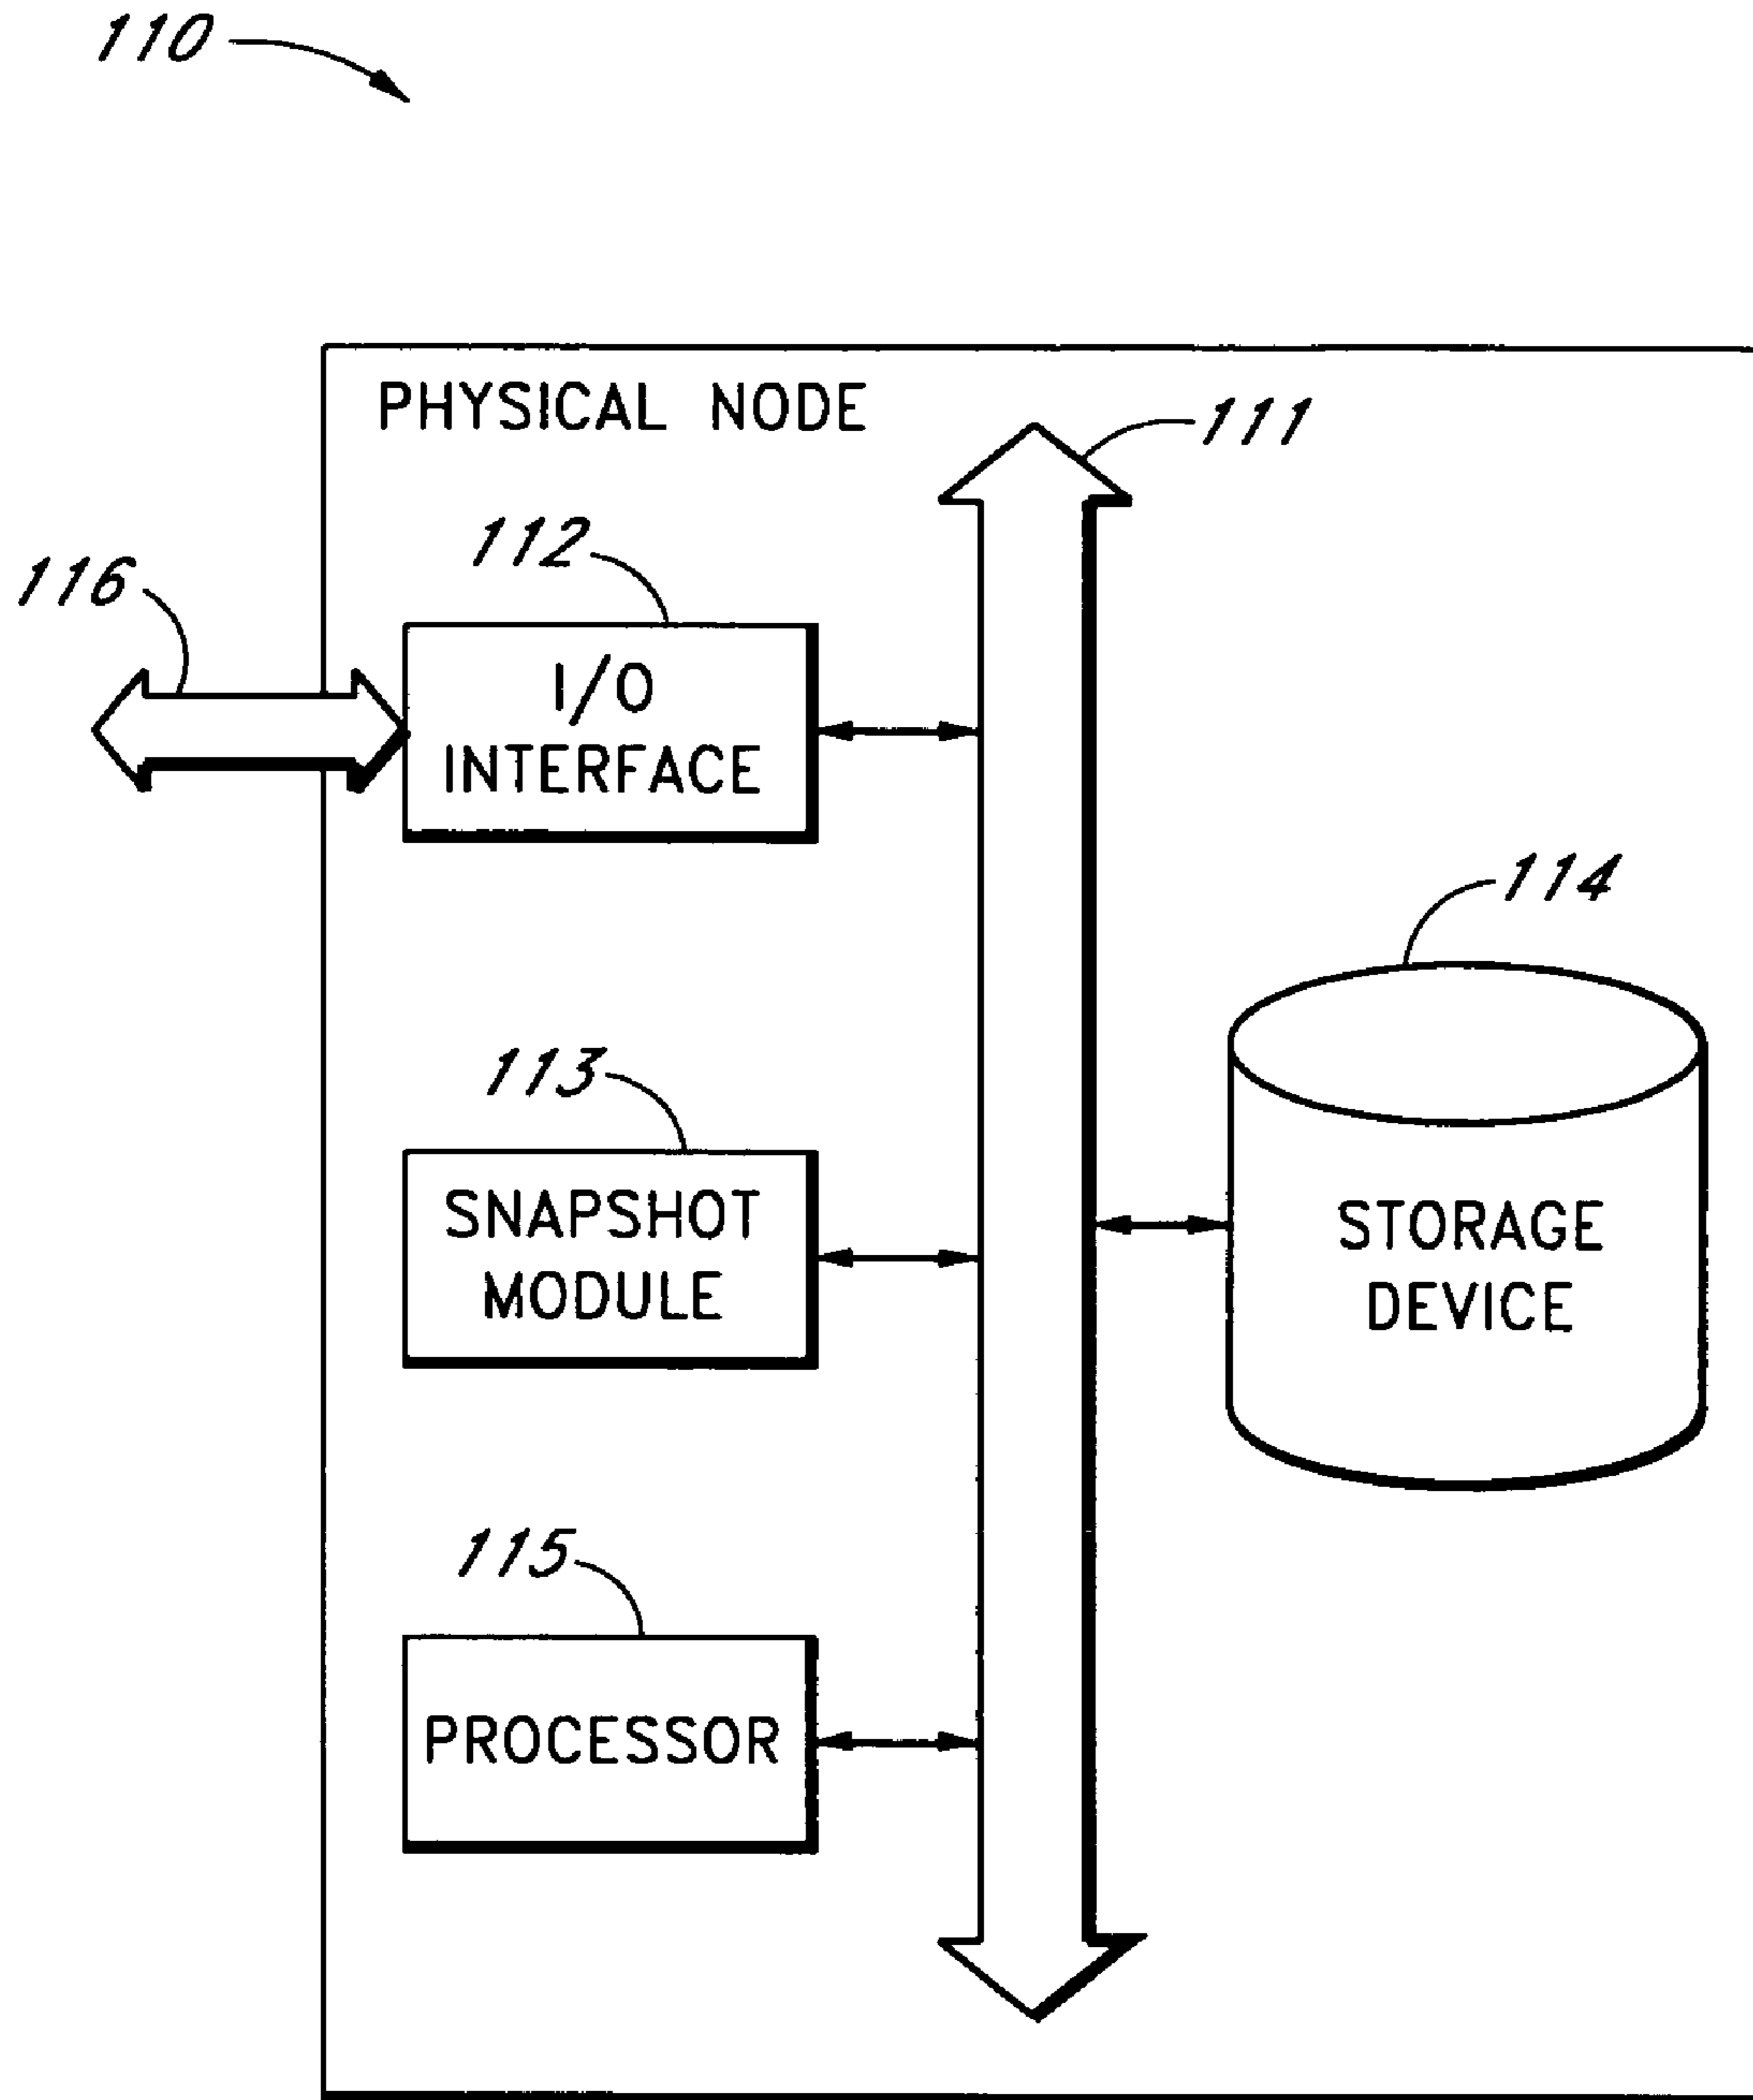 110
PHYSICAL NODE
111
112
116
I/O
INTERFACE
114
113
SNAPSHOT
MODULE
STORAGE
DEVICE
115
PROCESSOR